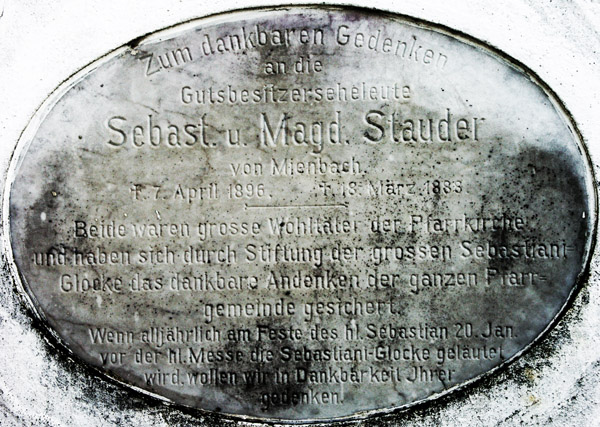 Zum dankbaren Gedenken
an die
Gutsbesitzerseheleute
Sebast. u. Magd. Stauder
von Mienbach.
†. 7. April 1896. †. 13. März. 1883.
Beide waren grosse Wohltäter der Pfarrkirche
und haben sich durch Stiftung der grossen Sebastiani-
Glocke das dankbare Andenken der ganzen Pfarr-
gemeinde gesichert.
Wenn alljährlich am Feste des hl. Sebastian 20. Jan.
vor der hl. Messe die Sebastiani-Glocke geläutet
wird, wollen wir in Dankbarkeit Jhrer
gedenken.